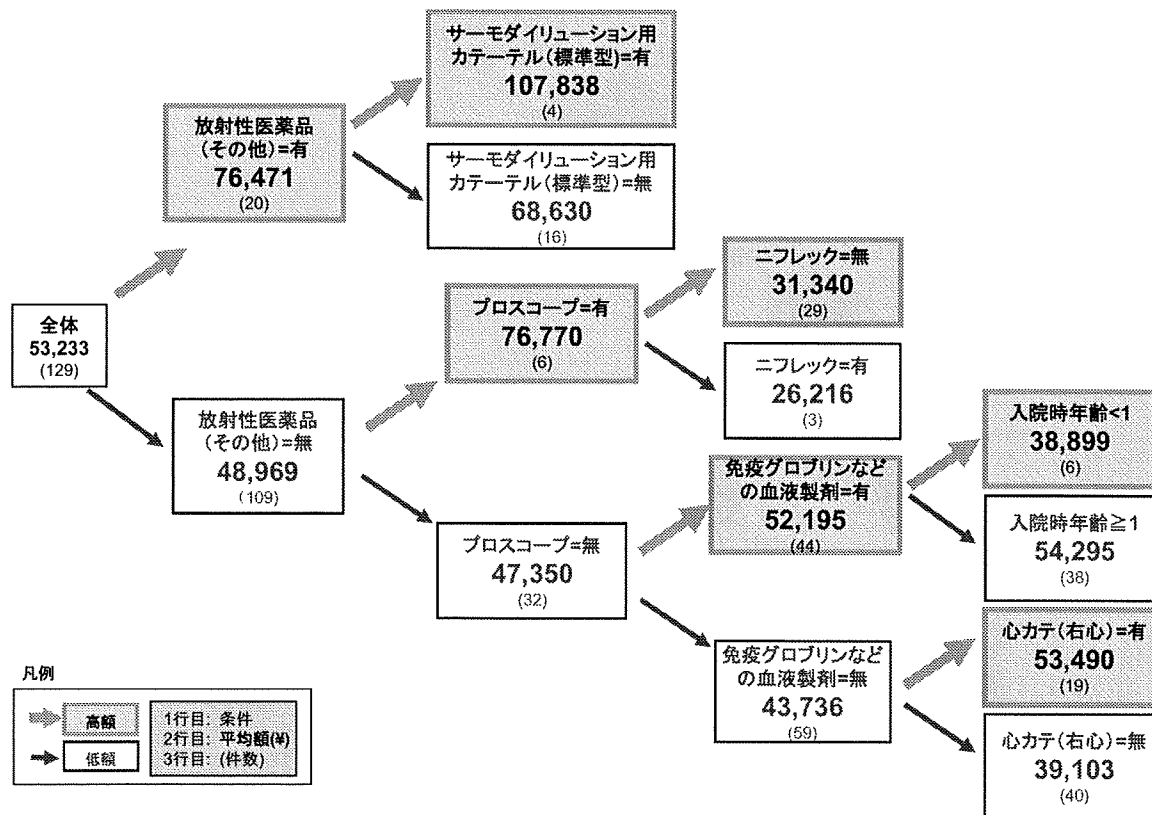 サーモダイリューション用
カテーテル(標準型)=有
107,838
(4)
放射性医薬品
(その他)=有
76,471
(20)
サーモダイリューション用
カテーテル(標準型)=無
68,630
(16)
ニフレック=無
31,340
(29)
プロスコープ=有
76,770
(6)
全体
53,233
(129)
ニフレック=有
26,216
(3)
放射性医薬品
(その他)=無
48,969
(109)
入院時年齢<1
38,899
(6)
免疫グロブリンなど
の血液製剤=有
52,195
(44)
プロスコープ=無
47,350
(32)
入院時年齢≧1
54,295
(38)
心カテ(右心)=有
53,490
(19)
免疫グロブリンなど
の血液製剤=無
43,736
(59)
心カテ(右心)=無
39,103
(40)
凡例
高額
低額
1行目: 条件
2行目: 平均額(¥)
3行目: (件数)